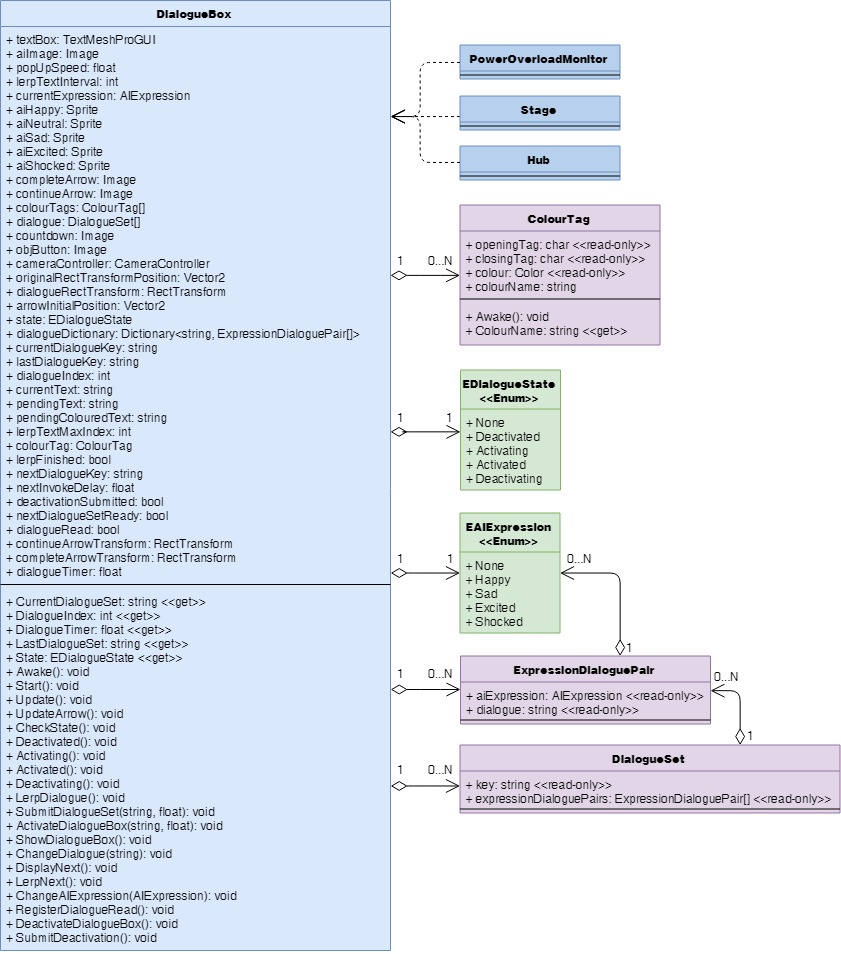 DialogueBox
+ textBox: TextMeshProGUI
+ aiImage: Image
+ popUpSpeed: float
+ lerpTextInterval: int
+ currentExpression: AIExpression
+ aiHappy: Sprite
+ aiNeutral: Sprite
+ aiSad: Sprite
+ aiExcited: Sprite
+ aiShocked: Sprite
+ completeArrow: Image
+ continueArrow: Image
+ colourTags: ColourTag[]
+ dialogue: DialogueSet[]
+ countdown: Image
+ objButton: Image
+ cameraController: CameraController
+ originalRectTransformPosition: Vector2
+ dialogueRectTransform: RectTransform
+ arrowInitialPosition: Vector2
+ state: EDialogueState
+ dialogueDictionary: Dictionary<string, ExpressionDialoguePair[]>
+ currentDialogueKey: string
+ lastDialogueKey: string
+ dialogueIndex: int
+ currentText: string
+ pendingText: string
+ pendingColouredText: string
+ lerpTextMaxIndex: int
+ colourTag: ColourTag
+ lerpFinished: bool
+ nextDialogueKey: string
+ nextInvokeDelay: float
+ deactivationSubmitted: bool
+ nextDialogueSetReady: bool
+ dialogueRead: bool
+ continueArrowTransform: RectTransform
+ completeArrowTransform: RectTransform
+ dialogueTimer: float
+ CurrentDialogueSet: string <<get>>
+ DialogueIndex: int <<get>>
+ DialogueTimer: float <<get>>
+ LastDialogueSet: string <<get>>
+ State: EDialogueState <<get>>
+ Awake(): void
+ Start(): void
+ Update(): void
+ UpdateArrow(): void
+ CheckState(): void
+ Deactivated(): void
+ Activating(): void
+ Activated(): void
+ Deactivating(): void
+ LerpDialogue(): void
+ SubmitDialogueSet(string, float): void
+ ActivateDialogueBox(string, float): void
+ ShowDialogueBox(): void
+ ChangeDialogue(string): void
+ DisplayNext(): void
+ LerpNext(): void
+ ChangeAIExpression(AIExpression): void
+ RegisterDialogueRead(): void
+ DeactivateDialogueBox(): void
+ SubmitDeactivation(): void
PowerOverloadMonitor
Stage
Hub
1 0...N
ColourTag
+ openingTag: char <<read-only>>
+ closingTag: char <<read-only>>
+ colour: Color <<read-only>>
+ colourName: string
+ Awake(): void
+ ColourName: string <<get>>
1 1
EDialogueState
<<Enum>>
+ None
+ Deactivated
+ Activating
+ Activated
+ Deactivating
1 1
EAIExpression
<<Enum>>
+ None
+ Happy
+ Sad
+ Excited
+ Shocked
0...N
1
1 0...N
ExpressionDialoguePair
+ aiExpression: AIExpression <<read-only>>
+ dialogue: string <<read-only>>
0...N
1
1 0...N
DialogueSet
+ key: string <<read-only>>
+ expressionDialoguePairs: ExpressionDialoguePair[] <<read-only>>